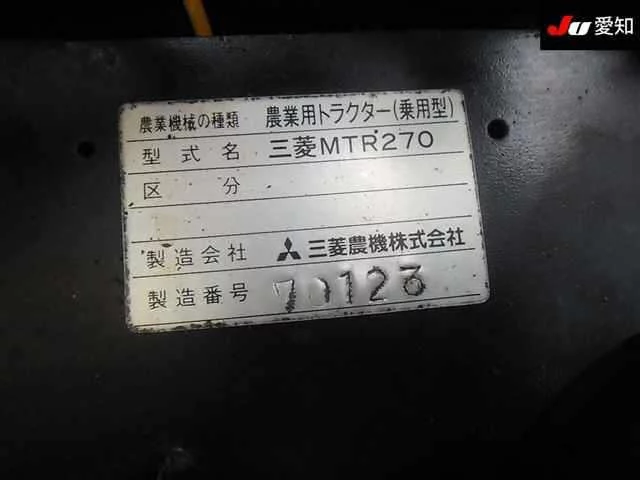 JU 愛知
農業機械の種類 農業用トラクター(乗用型)
型式名 三菱MTR270
区分
製造会社 三菱農機株式会社
製造番号 70123